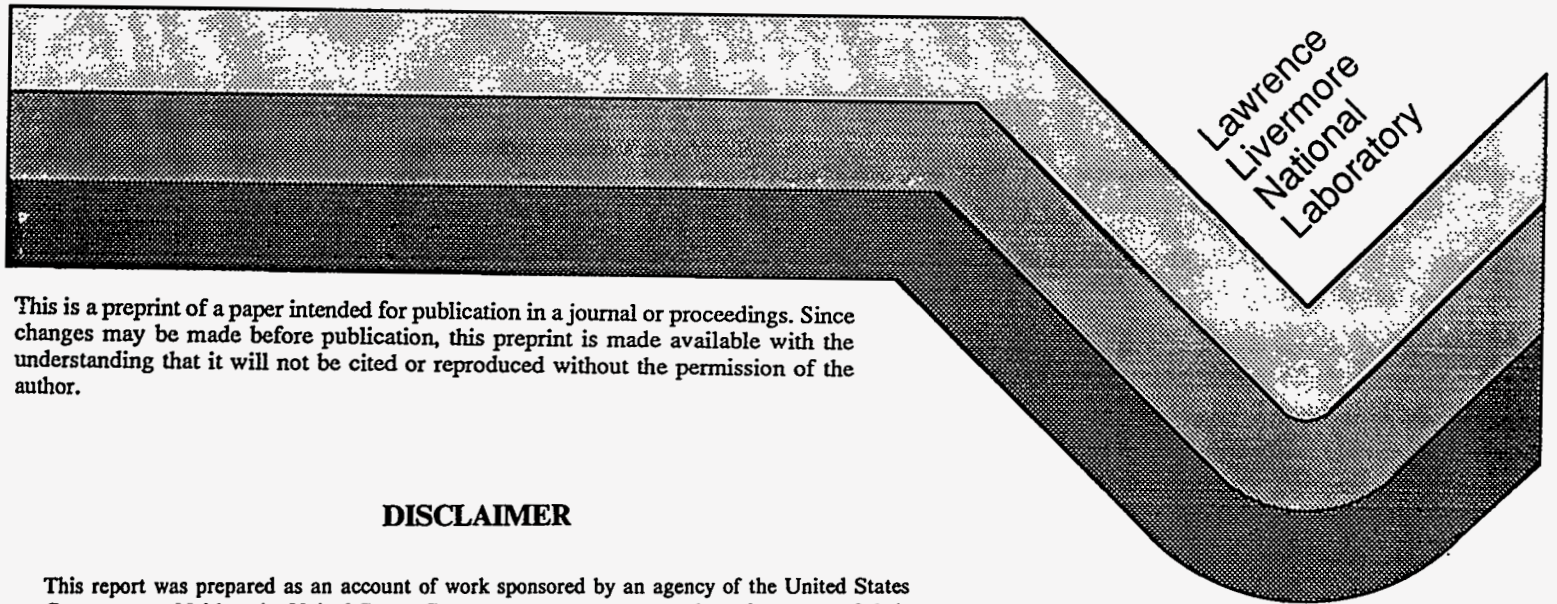 Lawrence
Livermore
National
Laboratory
This is a preprint of a paper intended for publication in a journal or proceedings. Since
changes may be made before publication, this preprint is made available with the
understanding that it will not be cited or reproduced without the permission of the
author.
DISCLAIMER
This report was prepared as an account of work sponsored by an agency of the United States